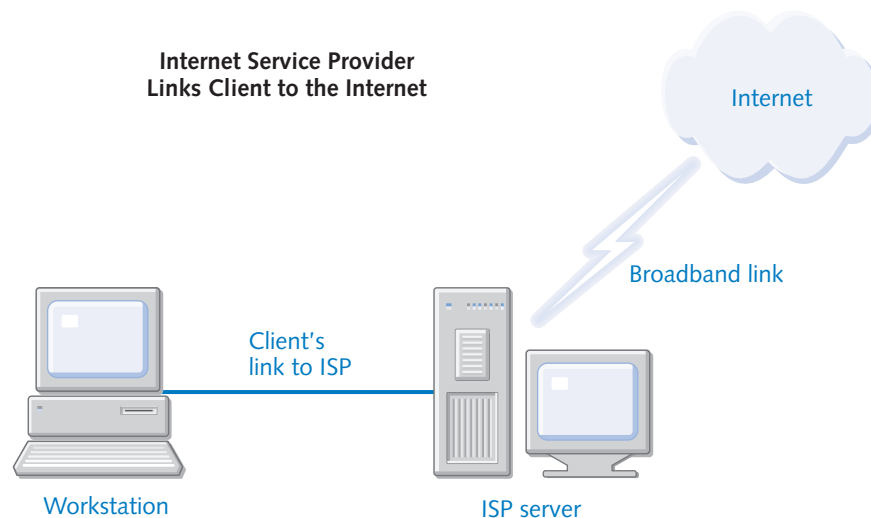 Internet Service Provider
Links Client to the Internet
Internet
Broadband link
Client's
link to ISP
Workstation
ISP server